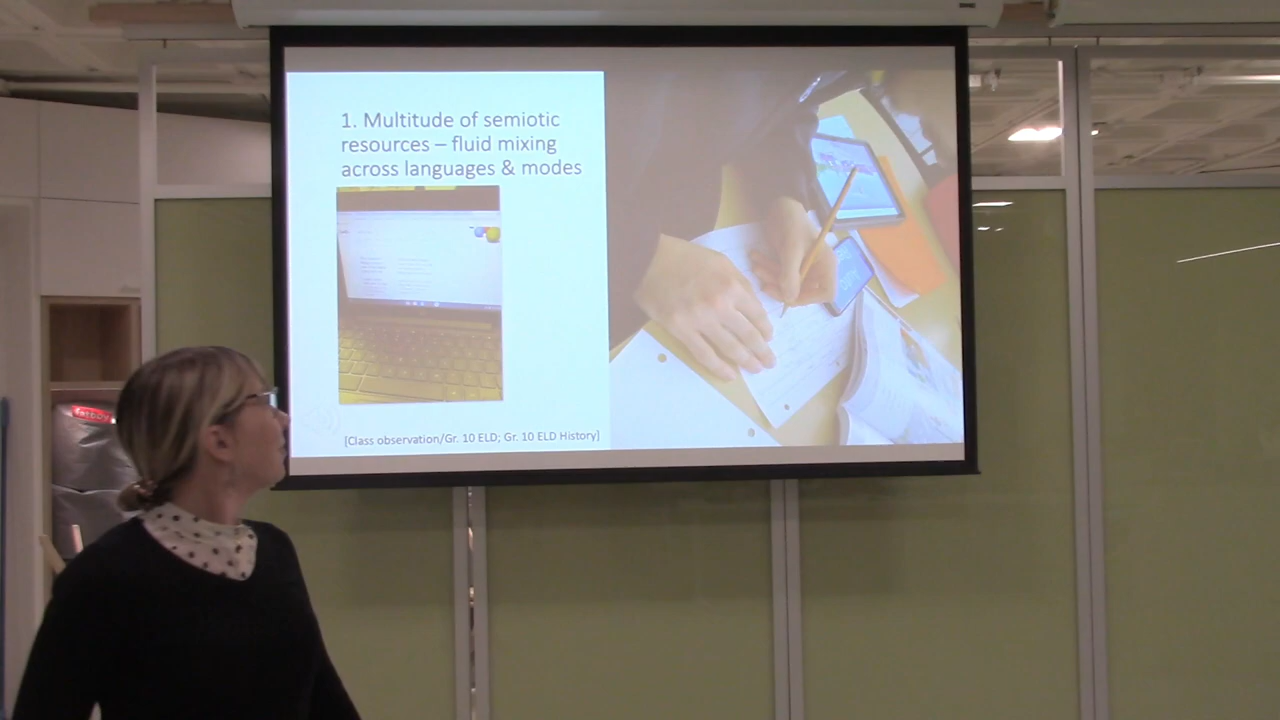 1. Multitude of semiotic
resources – fluid mixing
across languages & modes
[Class observation/Gr. 10 ELD; Gr. 10 ELD History]
fatboy